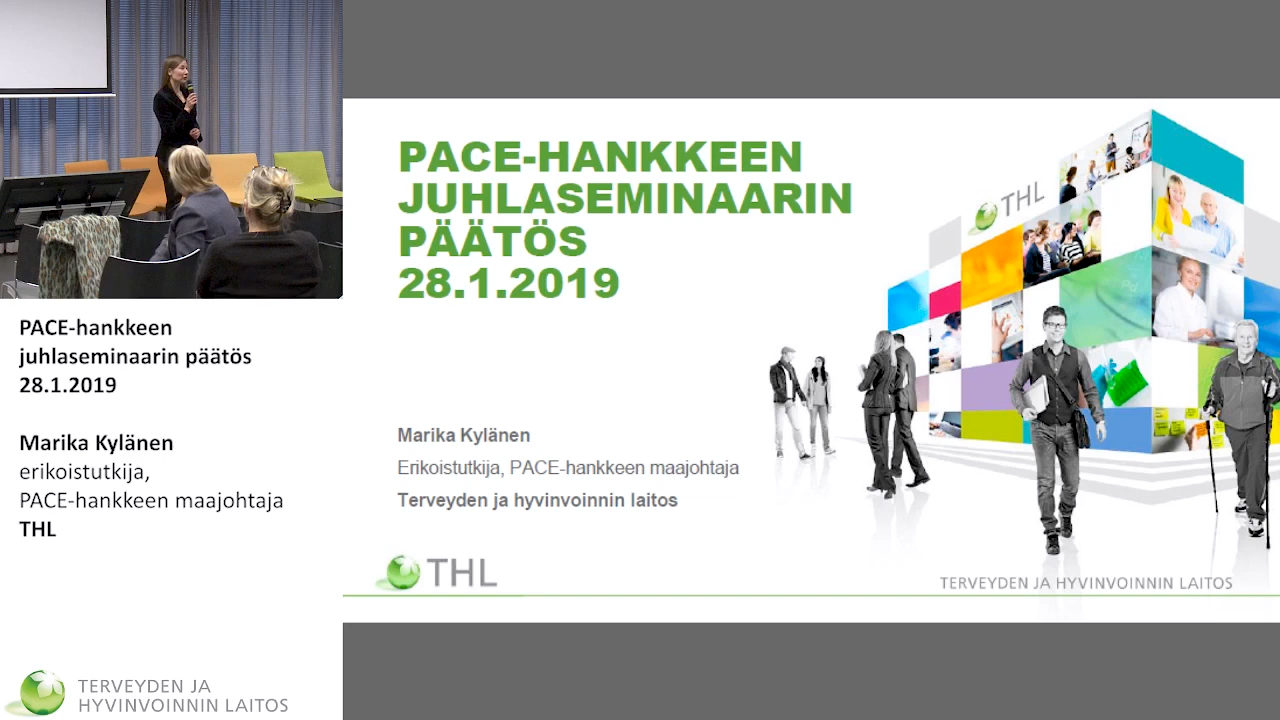 PACE-hankkeen
juhlaseminaarin päätös
28.1.2019
Marika Kylänen
erikoistutkija,
PACE-hankkeen maajohtaja
THL
TERVEYDEN JA
HYVINVOINNIN LAITOS
PACE-HANKKEEN
JUHLASEMINAARIN
PÄÄTÖS
28.1.2019
THL
Marika Kylänen
Erikoistutkija, PACE-hankkeen maajohtaja
Terveyden ja hyvinvoinnin laitos
THL
TERVEYDEN JA HYVINVOINNIN LAITOS